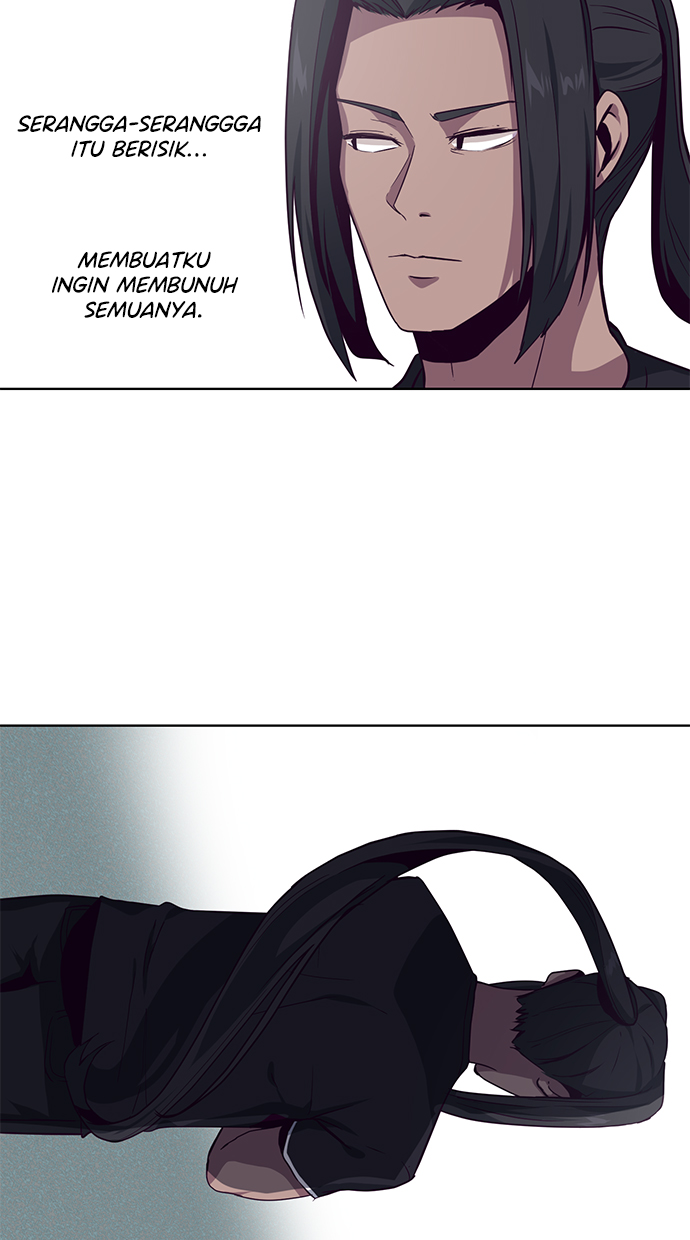 SERANGGA-SERANGGGA
ITU BERISIK...
MEMBUATKU
INGIN MEMBUNUH
SEMUANYA.